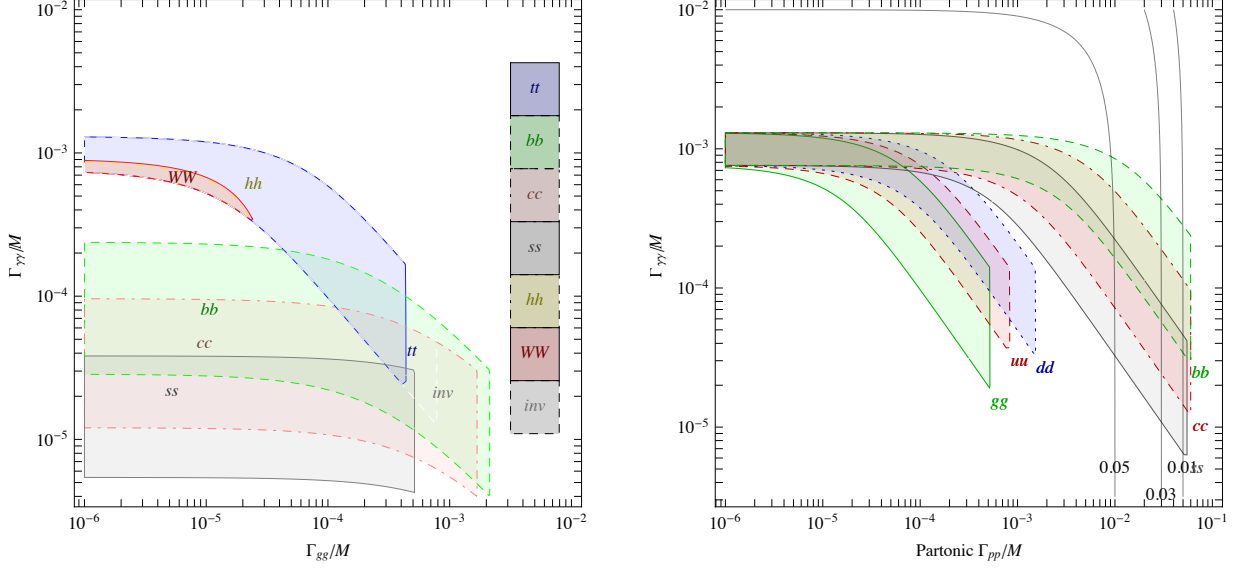 10⁻²
10⁻³
10⁻⁴
10⁻⁵
Γγγ/M
10⁻⁶
10⁻⁵
10⁻⁴
10⁻³
10⁻²
Γgg/M
WW
hh
bb
cc
ss
tt
inv
tt
bb
cc
ss
hh
WW
inv
10⁻²
10⁻³
10⁻⁴
10⁻⁵
Γγγ/M
10⁻⁶
10⁻⁵
10⁻⁴
10⁻³
10⁻²
10⁻¹
Partonic Γpp/M
gg
uu
dd
bb
cc
ss
0.05
0.03
0.01